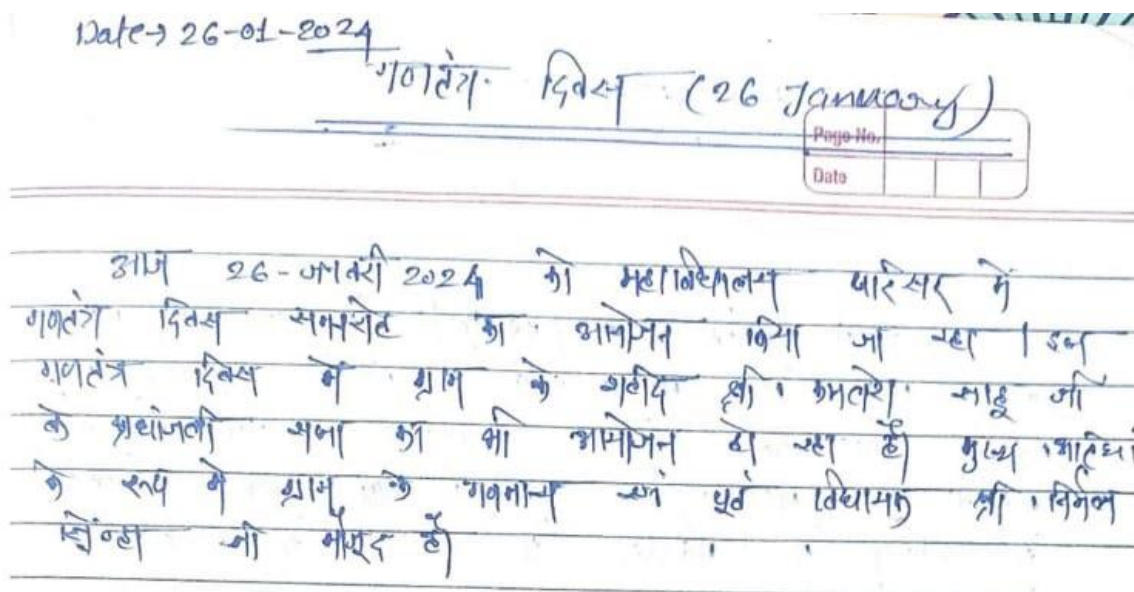 Date→ 26-01-2024
गणतंत्र दिवस (26 January)
Page No.
Date
आज 26-जनवरी 2024 को महाविद्यालय परिसर में
गणतंत्र दिवस समारोह का आयोजन किया जा रहा । इस
गणतंत्र दिवस में ग्राम के शहीद श्री कमलेश साहू जी
के श्रधांजली सभा का भी आयोजन हो रहा है। मुख्य अतिथी
के रूप में ग्राम के गणमान्य एवं पूर्व विधायक श्री निर्मल
सिंन्हा जी मौजूद है।